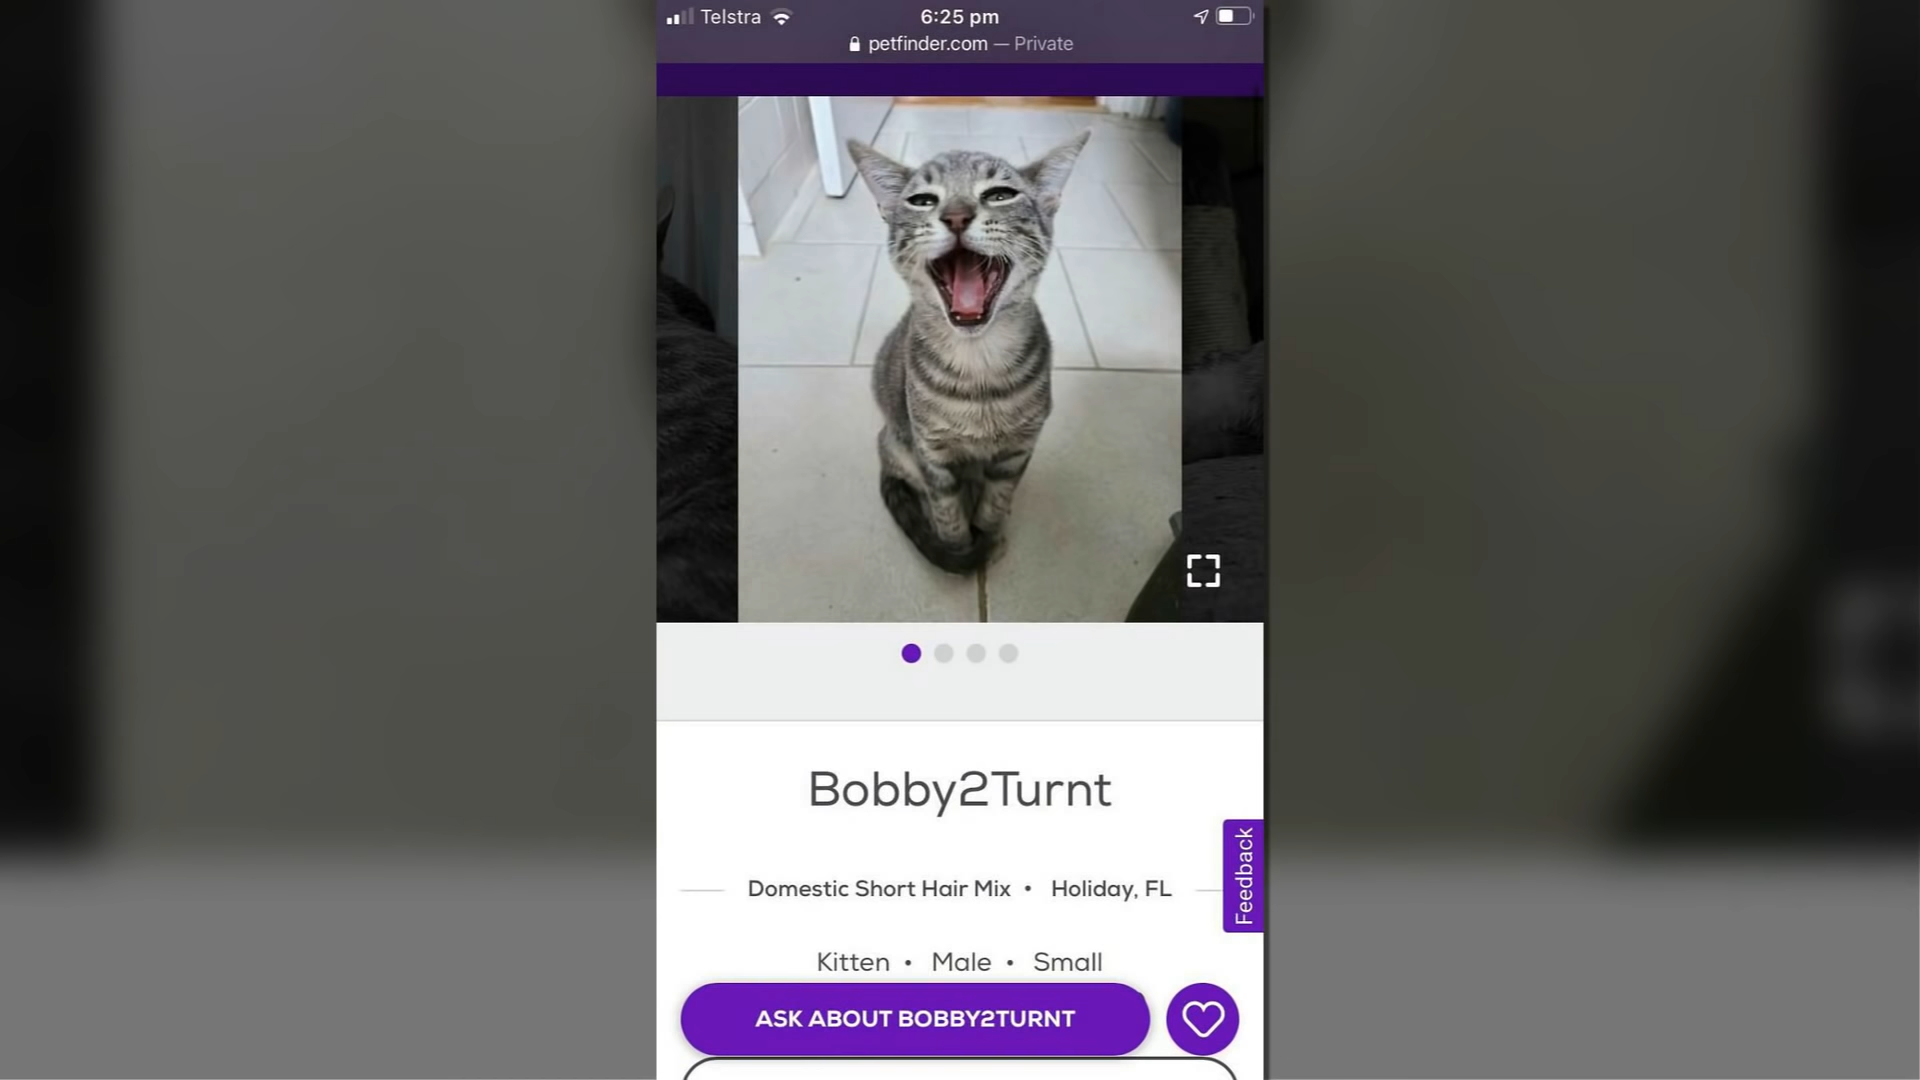 Telstra 6:25 pm
petfinder.com — Private
Bobby2Turnt
Domestic Short Hair Mix • Holiday, FL
Feedback
Kitten • Male • Small
ASK ABOUT BOBBY2TURNT